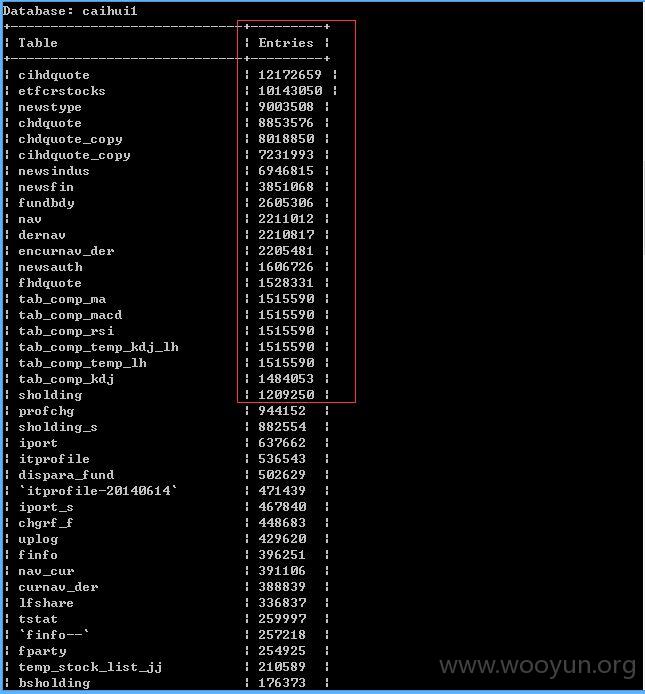 Database: caihui1
+-----------------------------+---------+
| Table | Entries |
+-----------------------------+---------+
| cihdquote | 12172659 |
| etfcrstocks | 10143050 |
| newstype | 9003508 |
| chdquote | 8853576 |
| chdquote_copy | 8018850 |
| cihdquote_copy | 7231993 |
| newsindus | 6946815 |
| newsfin | 3851068 |
| fundbdy | 2605306 |
| nav | 2211012 |
| dernav | 2210817 |
| encurnav_der | 2205481 |
| newsauth | 1606726 |
| fhdquote | 1528331 |
| tab_comp_ma | 1515590 |
| tab_comp_macd | 1515590 |
| tab_comp_rsi | 1515590 |
| tab_comp_temp_kdj_lh | 1515590 |
| tab_comp_temp_lh | 1515590 |
| tab_comp_kdj | 1484053 |
| sholding | 1209250 |
| profchg | 944152 |
| sholding_s | 882554 |
| iport | 637662 |
| itprofile | 536543 |
| dispara_fund | 502629 |
| `itprofile-20140614` | 471439 |
| iport_s | 467840 |
| chgrf_f | 448683 |
| uplog | 429620 |
| finfo | 396251 |
| nav_cur | 391106 |
| curnav_der | 388839 |
| lfshare | 336837 |
| tstat | 259997 |
| `finfo--` | 257218 |
| fparty | 254925 |
| temp_stock_list_jj | 210589 |
| bsholding | 176373 |
www.wooyun.org